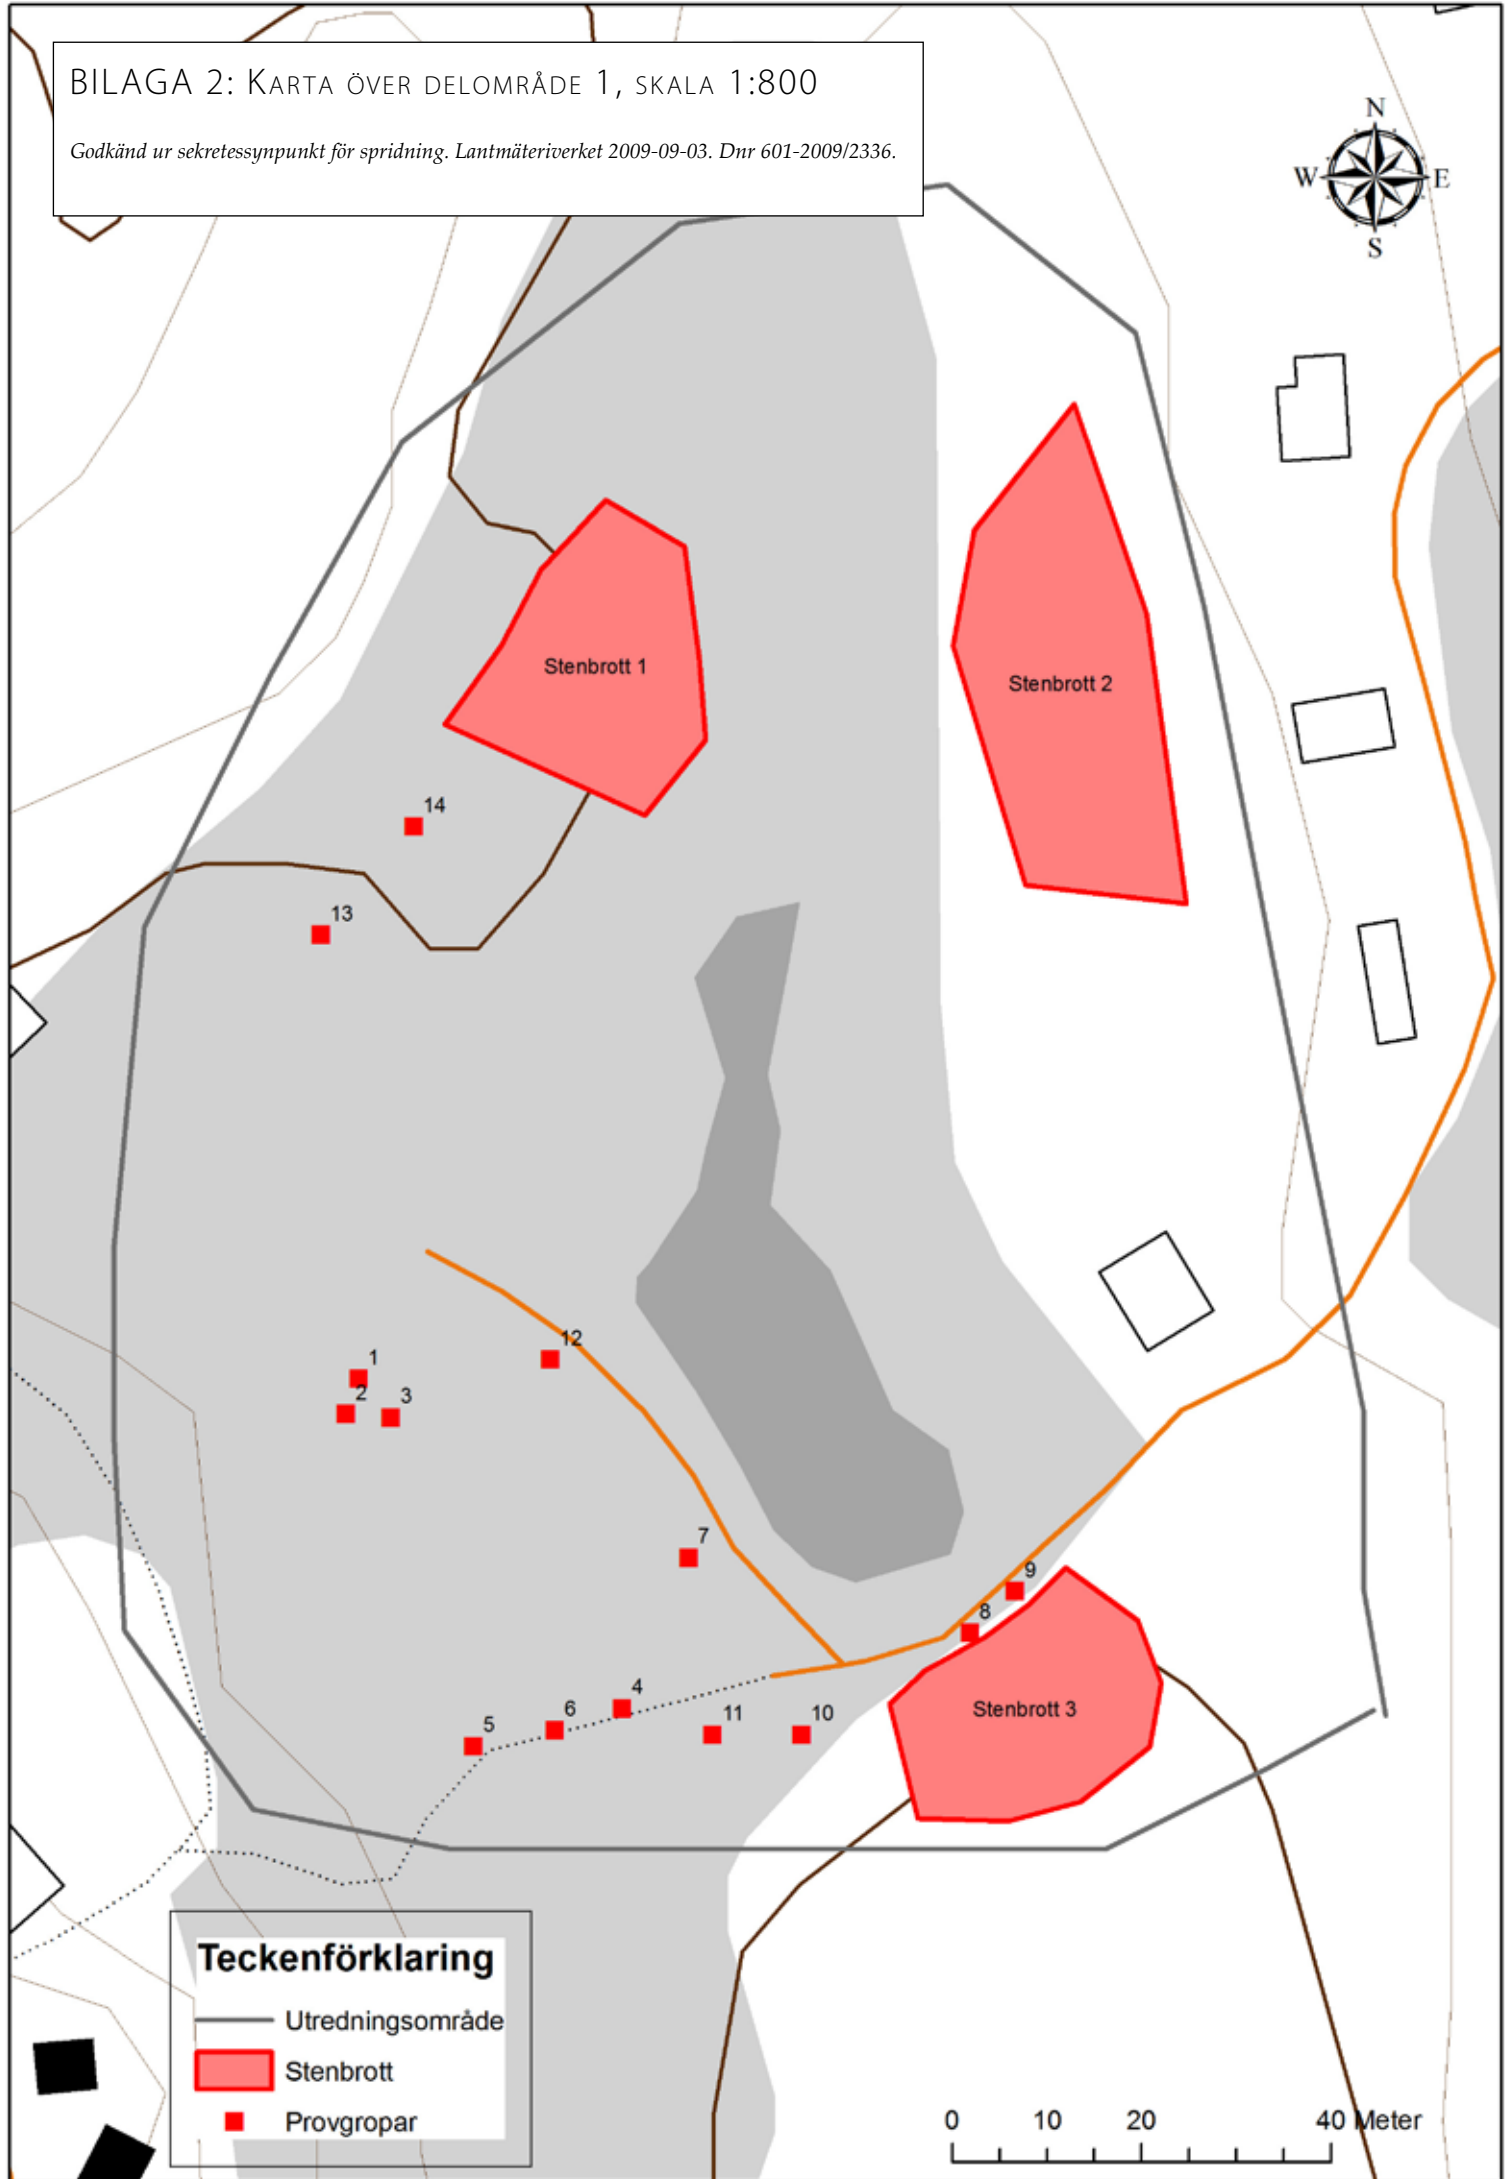 BILAGA 2: Karta över delområde 1, skala 1:800
Godkänd ur sekretessynpunkt för spridning. Lantmäteriverket 2009-09-03. Dnr 601-2009/2336.
N
W E
S
Stenbrott 1
Stenbrott 2
14
13
12
1
2 3
7
9
8
4
6
5
11 10
Stenbrott 3
Teckenförklaring
Utredningsområde
Stenbrott
Provgropar
0 10 20 40 Meter